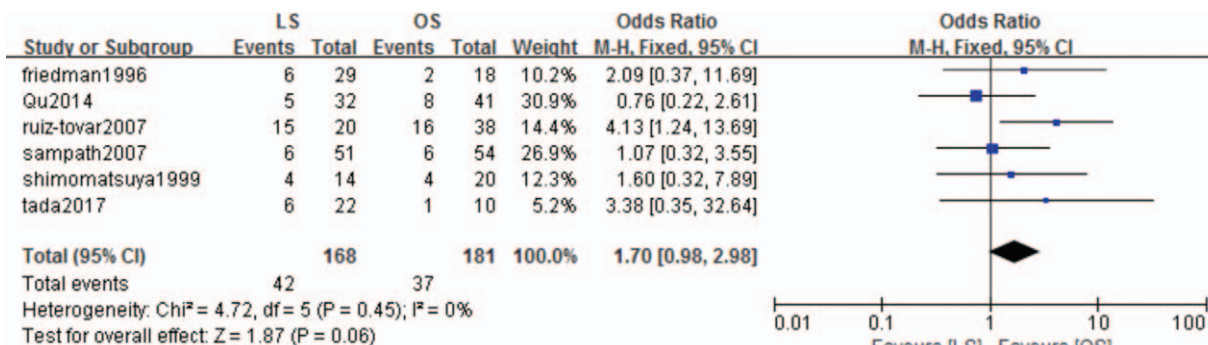 LS OS Odds Ratio Odds Ratio
Study or Subgroup Events Total Events Total Weight M-H, Fixed, 95% CI M-H, Fixed, 95% CI
friedman1996 6 29 2 18 10.2% 2.09 [0.37, 11.69]
Qu2014 5 32 8 41 30.9% 0.76 [0.22, 2.61]
ruiz-tovar2007 15 20 16 38 14.4% 4.13 [1.24, 13.69]
sampath2007 6 51 6 54 26.9% 1.07 [0.32, 3.55]
shimomatsuya1999 4 14 4 20 12.3% 1.60 [0.32, 7.89]
tada2017 6 22 1 10 5.2% 3.38 [0.35, 32.64]
Total (95% CI) 168 181 100.0% 1.70 [0.98, 2.98]
Total events 42 37
Heterogeneity: Chi² = 4.72, df = 5 (P = 0.45); I² = 0%
Test for overall effect: Z = 1.87 (P = 0.06)
0.01 0.1 1 10 100
Favours [LS] Favours [OS]